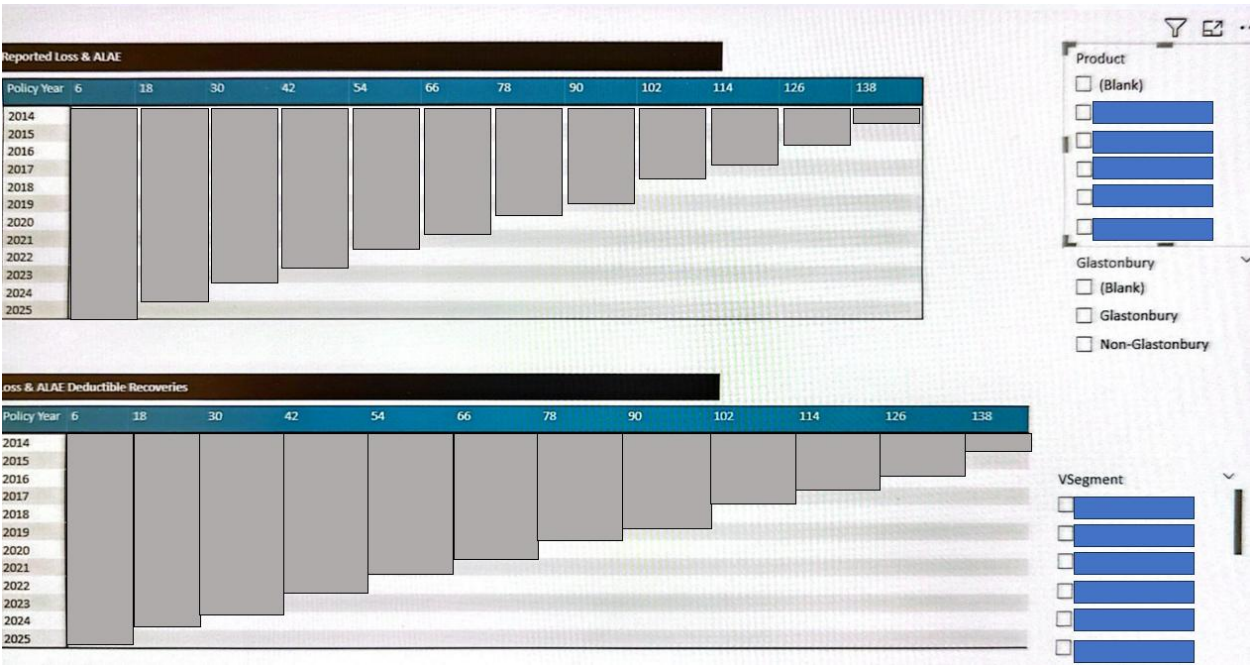 Reported Loss & ALAE
Policy Year 6 18 30 42 54 66 78 90 102 114 126 138
2014
2015
2016
2017
2018
2019
2020
2021
2022
2023
2024
2025
oss & ALAE Deductible Recoveries
Policy Year 6 18 30 42 54 66 78 90 102 114 126 138
2014
2015
2016
2017
2018
2019
2020
2021
2022
2023
2024
2025
Product
(Blank)
Glastonbury
(Blank)
Glastonbury
Non-Glastonbury
VSegment